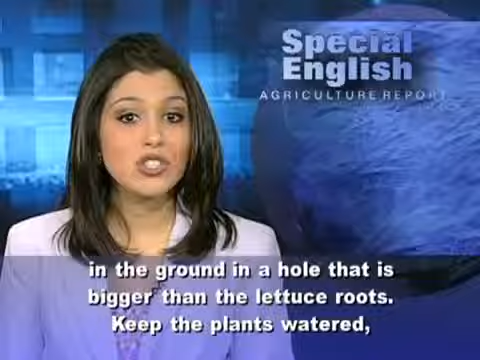 Special
English
AGRICULTURE REPORT
in the ground in a hole that is
bigger than the lettuce roots.
Keep the plants watered,